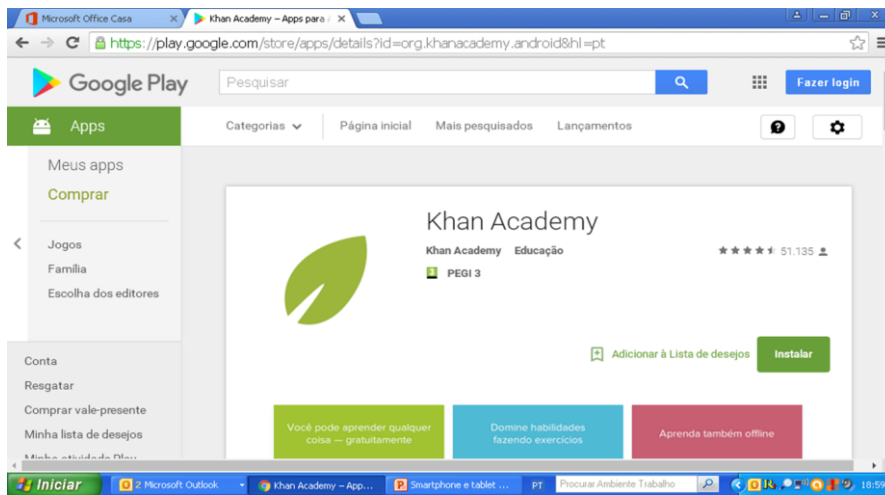 Microsoft Office Casa
Khan Academy – Apps para
https://play.google.com/store/apps/details?id=org.khanacademy.android&hl=pt
Google Play
Pesquisar
Fazer login
Apps
Categorias
Página inicial
Mais pesquisados
Lançamentos
Meus apps
Comprar
Jogos
Família
Escolha dos editores
Conta
Resgatar
Comprar vale-presente
Minha lista de desejos
Minha atividade Play
Khan Academy
Khan Academy Educação
51.135
3 PEGI 3
Adicionar à Lista de desejos
Instalar
Você pode aprender qualquer
coisa — gratuitamente
Domine habilidades
fazendo exercícios
Aprenda também offline
Iniciar
2 Microsoft Outlook
Khan Academy – App...
Smartphone e tablet ...
PT
Procurar Ambiente Trabalho
18:59